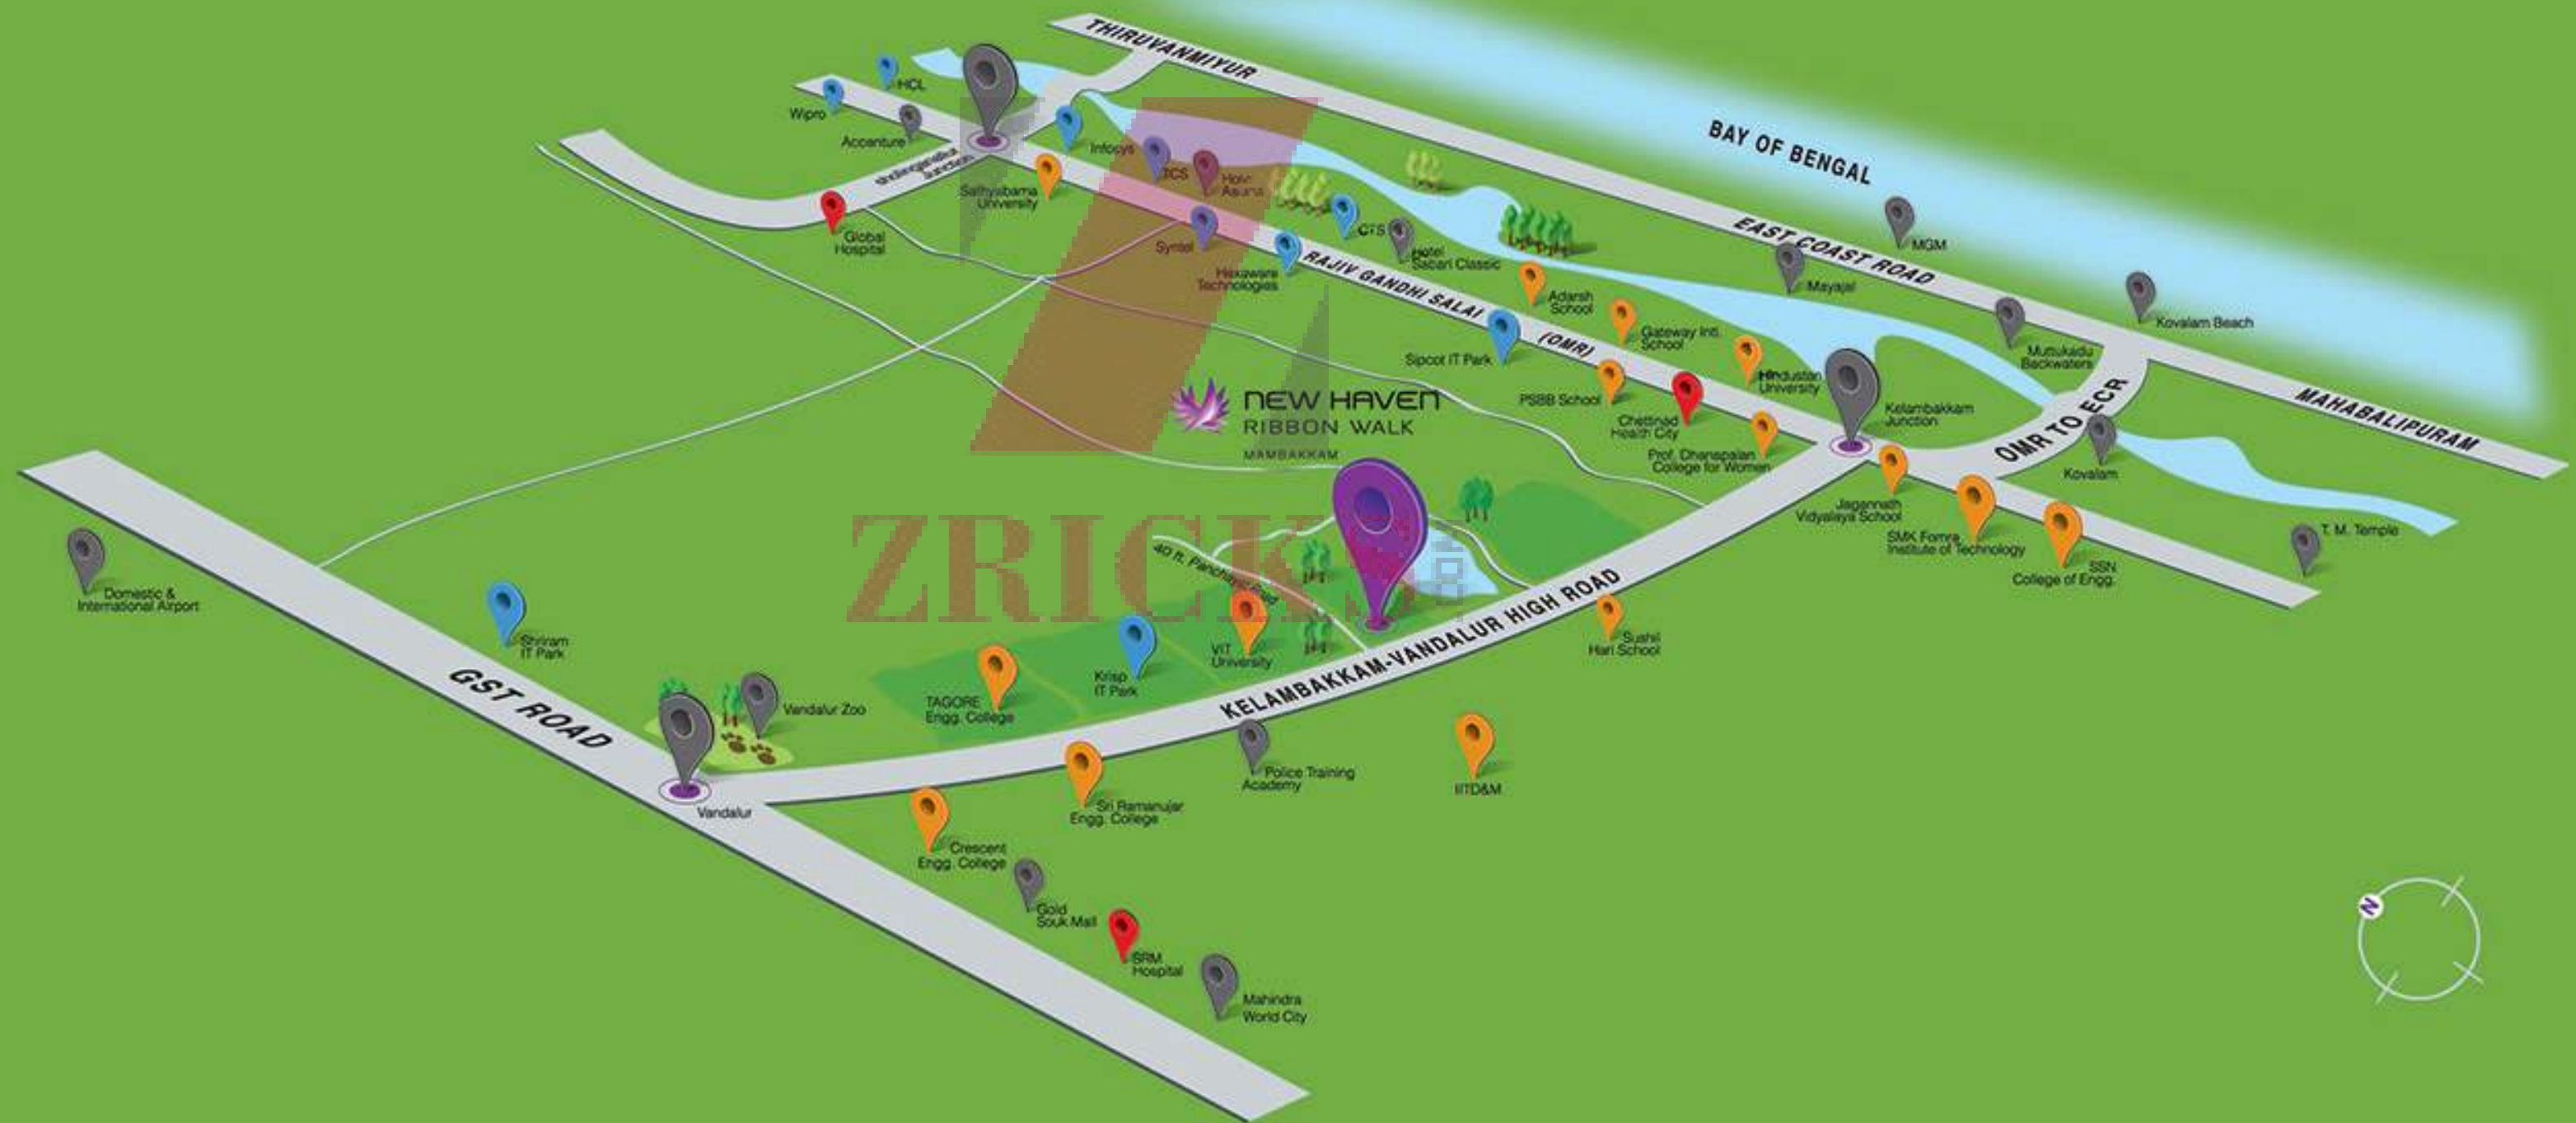 THIRUVANMIYUR
BAY OF BENGAL
HCL
Wipro
Accenture
Junction
Infosys
TCS
Sathyabama
University
Global
Hospital
Syntel
Hexaware
Technologies
CTS
Hotel
Sabari Classic
RAJIV GANDHI SALAI
(OMR)
EAST COAST ROAD
MGM
Mayajal
Kovalam Beach
Muttukadu
Backwaters
MAHABALIPURAM
OMR TO ECR
Kovalam
T. M. Temple
Adarsh
School
Gateway Intl.
School
Hindustan
University
Sipcot IT Park
PSBB School
Chettinad
Health City
Prof. Dhanapalan
College for Women
Kelambakkam
Junction
Jagannath
Vidyalaya School
SMK Fomra
Institute of Technology
SSN
College of Engg.
NEW HAVEN
RIBBON WALK
MAMBAKKAM
ZRICKS
40 ft. Panchayat Road
KELAMBAKKAM-VANDALUR HIGH ROAD
Sushil
Hari School
Domestic &
International Airport
Shriram
IT Park
GST ROAD
Vandalur Zoo
Vandalur
TAGORE
Engg. College
Krisp
IT Park
VIT
University
Police Training
Academy
IITD&M
Sri Ramanujar
Engg. College
Crescent
Engg. College
Gold
Souk Mall
SRM
Hospital
Mahindra
World City
N